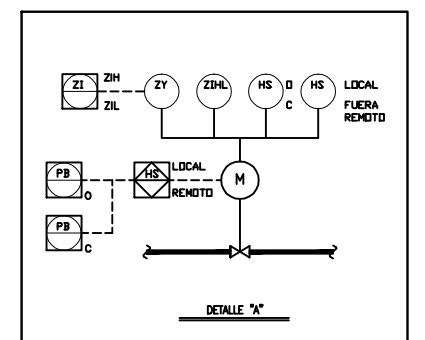 ZI ZIH ZY ZIHL HS O HS LOCAL
ZIL C FUERA
REMOTO
PB O HS LOCAL M
REMOTO
PB C
DETALLE "A"